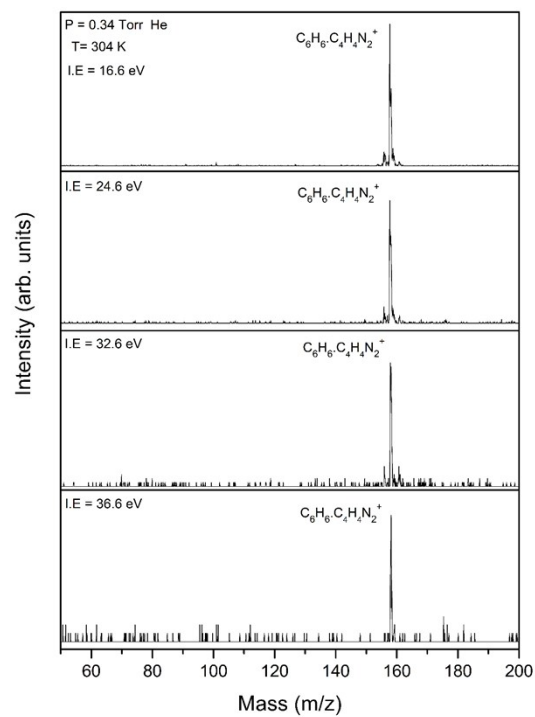 P = 0.34 Torr He
T= 304 K
I.E = 16.6 eV
C₆H₆.C₄H₄N₂⁺
I.E = 24.6 eV
C₆H₆.C₄H₄N₂⁺
I.E = 32.6 eV
C₆H₆.C₄H₄N₂⁺
I.E = 36.6 eV
C₆H₆.C₄H₄N₂⁺
Intensity (arb. units)
60 80 100 120 140 160 180 200
Mass (m/z)